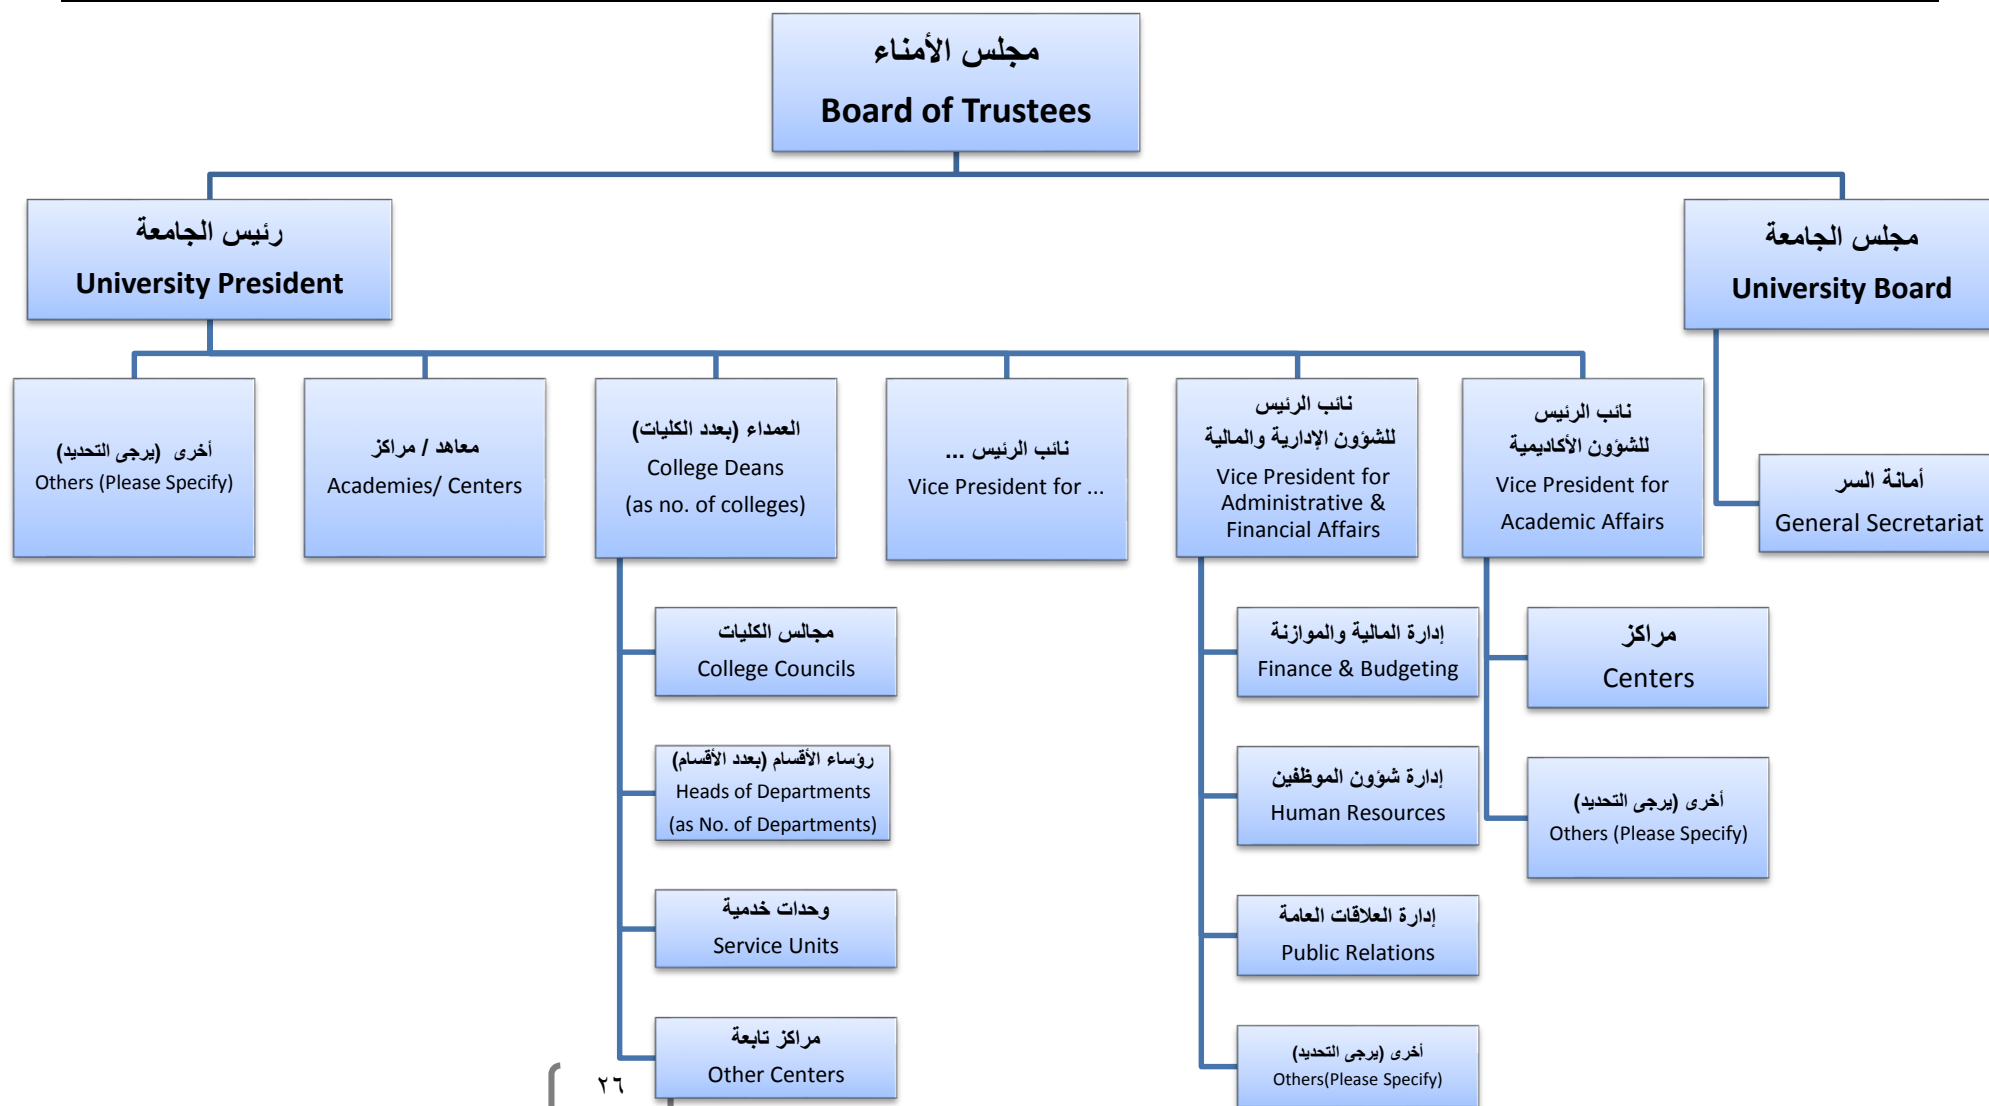 مجلس الأمناء
Board of Trustees
رئيس الجامعة
University President
مجلس الجامعة
University Board
أخرى (يرجى التحديد)
Others (Please Specify)
معاهد / مراكز
Academies/ Centers
العمداء (بعدد الكليات)
College Deans
(as no. of colleges)
نائب الرئيس ...
Vice President for ...
نائب الرئيس
للشؤون الإدارية والمالية
Vice President for
Administrative &
Financial Affairs
نائب الرئيس
للشؤون الأكاديمية
Vice President for
Academic Affairs
أمانة السر
General Secretariat
مجالس الكليات
College Councils
رؤساء الأقسام (بعدد الأقسام)
Heads of Departments
(as No. of Departments)
وحدات خدمية
Service Units
مراكز تابعة
Other Centers
إدارة المالية والموازنة
Finance & Budgeting
إدارة شؤون الموظفين
Human Resources
إدارة العلاقات العامة
Public Relations
أخرى (يرجى التحديد)
Others(Please Specify)
مراكز
Centers
أخرى (يرجى التحديد)
Others (Please Specify)
٢٦